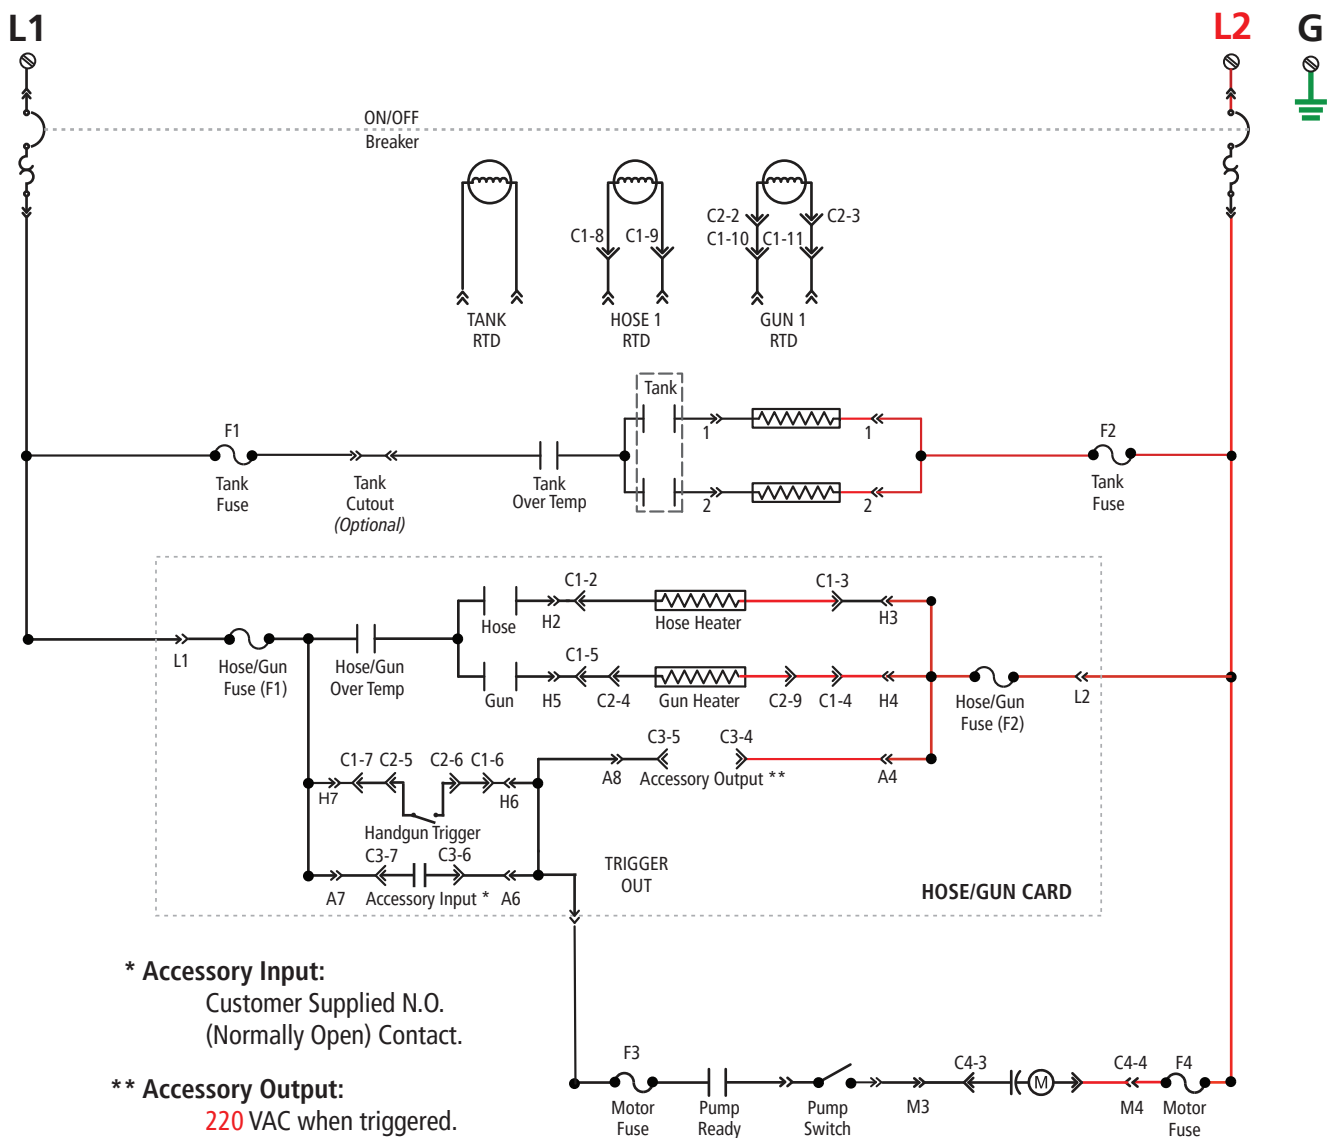 L1
L2
G
ON/OFF
Breaker
C1-8
C1-9
C2-2
C2-3
C1-10
C1-11
TANK
RTD
HOSE 1
RTD
GUN 1
RTD
Tank
1
1
F1
F2
Tank
Fuse
Tank
Cutout
(Optional)
Tank
Over Temp
2
2
Tank
Fuse
C1-2
C1-3
Hose
H2
Hose Heater
H3
L1
Hose/Gun
Fuse (F1)
Hose/Gun
Over Temp
C1-5
Gun
H5
C2-4
Gun Heater
C2-9
C1-4
H4
Hose/Gun
Fuse (F2)
L2
C3-5
C3-4
A8
Accessory Output **
A4
C1-7
C2-5
C2-6
C1-6
H7
H6
Handgun Trigger
C3-7
C3-6
A7
Accessory Input *
A6
TRIGGER
OUT
HOSE/GUN CARD
* Accessory Input:
Customer Supplied N.O.
(Normally Open) Contact.
** Accessory Output:
220 VAC when triggered.
F3
Motor
Fuse
Pump
Ready
Pump
Switch
M3
C4-3
M
C4-4
M4
F4
Motor
Fuse